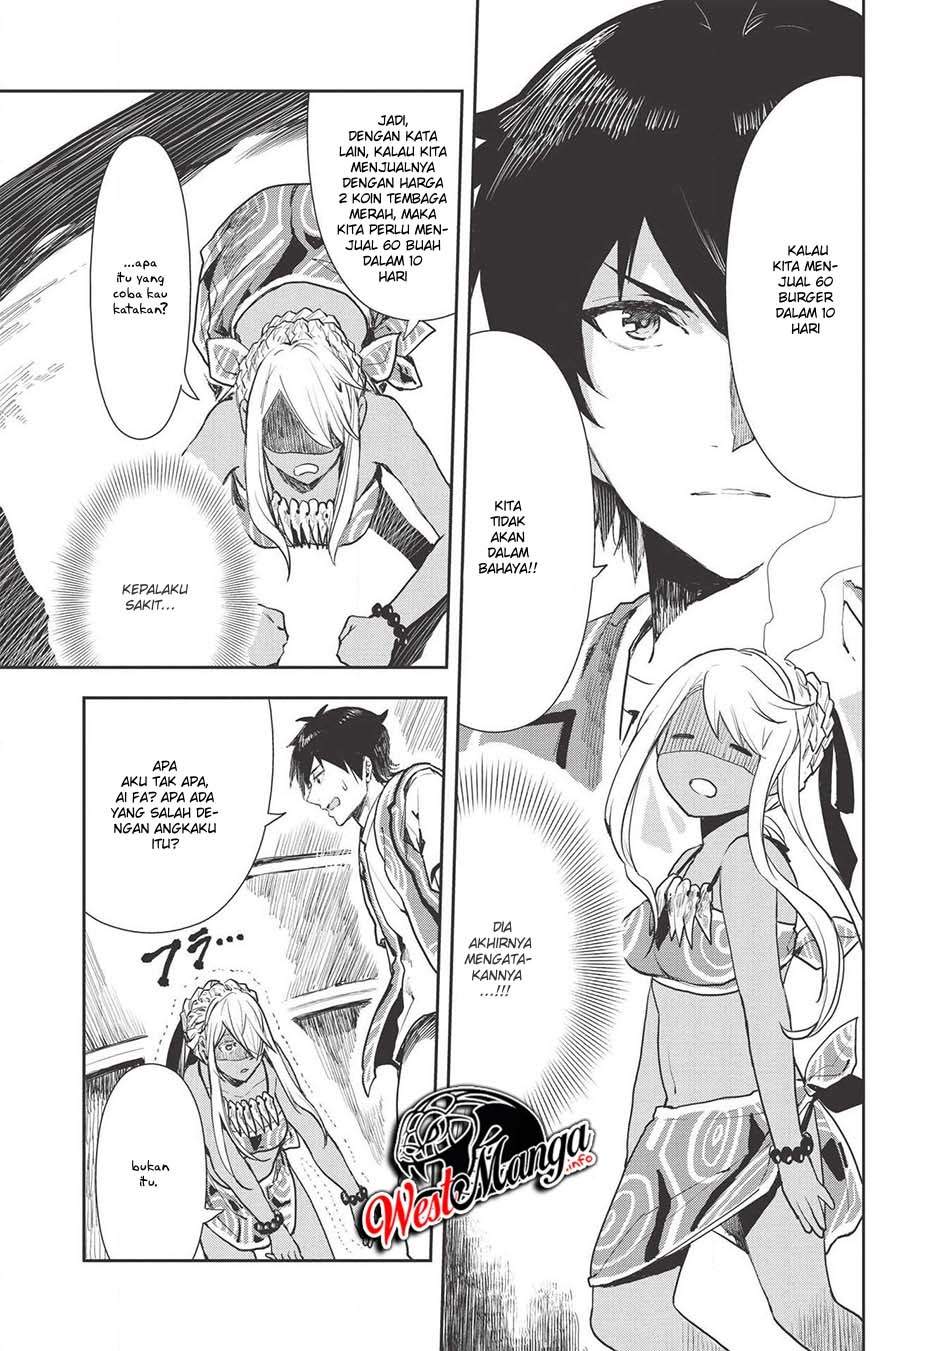 KALAU
KITA MEN-
JUAL 60
BURGER
DALAM 10
HARI
KITA
TIDAK
AKAN
DALAM
BAHAYA!!
DIA
AKHIRNYA
MENGATA-
KANNYA
...!!!
JADI,
DENGAN KATA
LAIN, KALAU KITA
MENJUALNYA
DENGAN HARGA
2 KOIN TEMBAGA
MERAH, MAKA
KITA PERLU MEN-
JUAL 60 BUAH
DALAM 10
HARI
...apa
itu yang
coba kau
katakan?
KEPALAKU
SAKIT...
APA
AKU TAK APA,
AI FA? APA ADA
YANG SALAH DE-
NGAN ANGKAKU
ITU?
フラ…
bukan
itu.
WestManga
.info